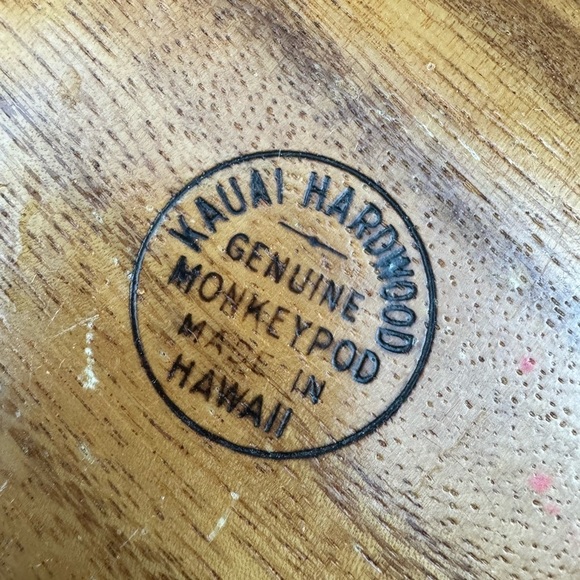 KAUAI HARDWOOD
GENUINE
MONKEYPOD
MADE IN
HAWAII